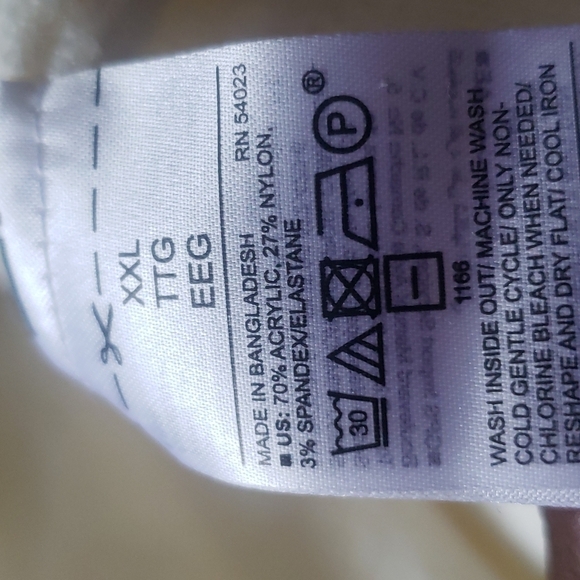 XXL
TTG
EEG
MADE IN BANGLADESH RN 54023
■ US: 70% ACRYLIC, 27% NYLON,
3% SPANDEX/ELASTANE
®
30 P
1166
WASH INSIDE OUT/ MACHINE WASH
COLD GENTLE CYCLE/ ONLY NON-
CHLORINE BLEACH WHEN NEEDED/
RESHAPE AND DRY FLAT/ COOL IRON